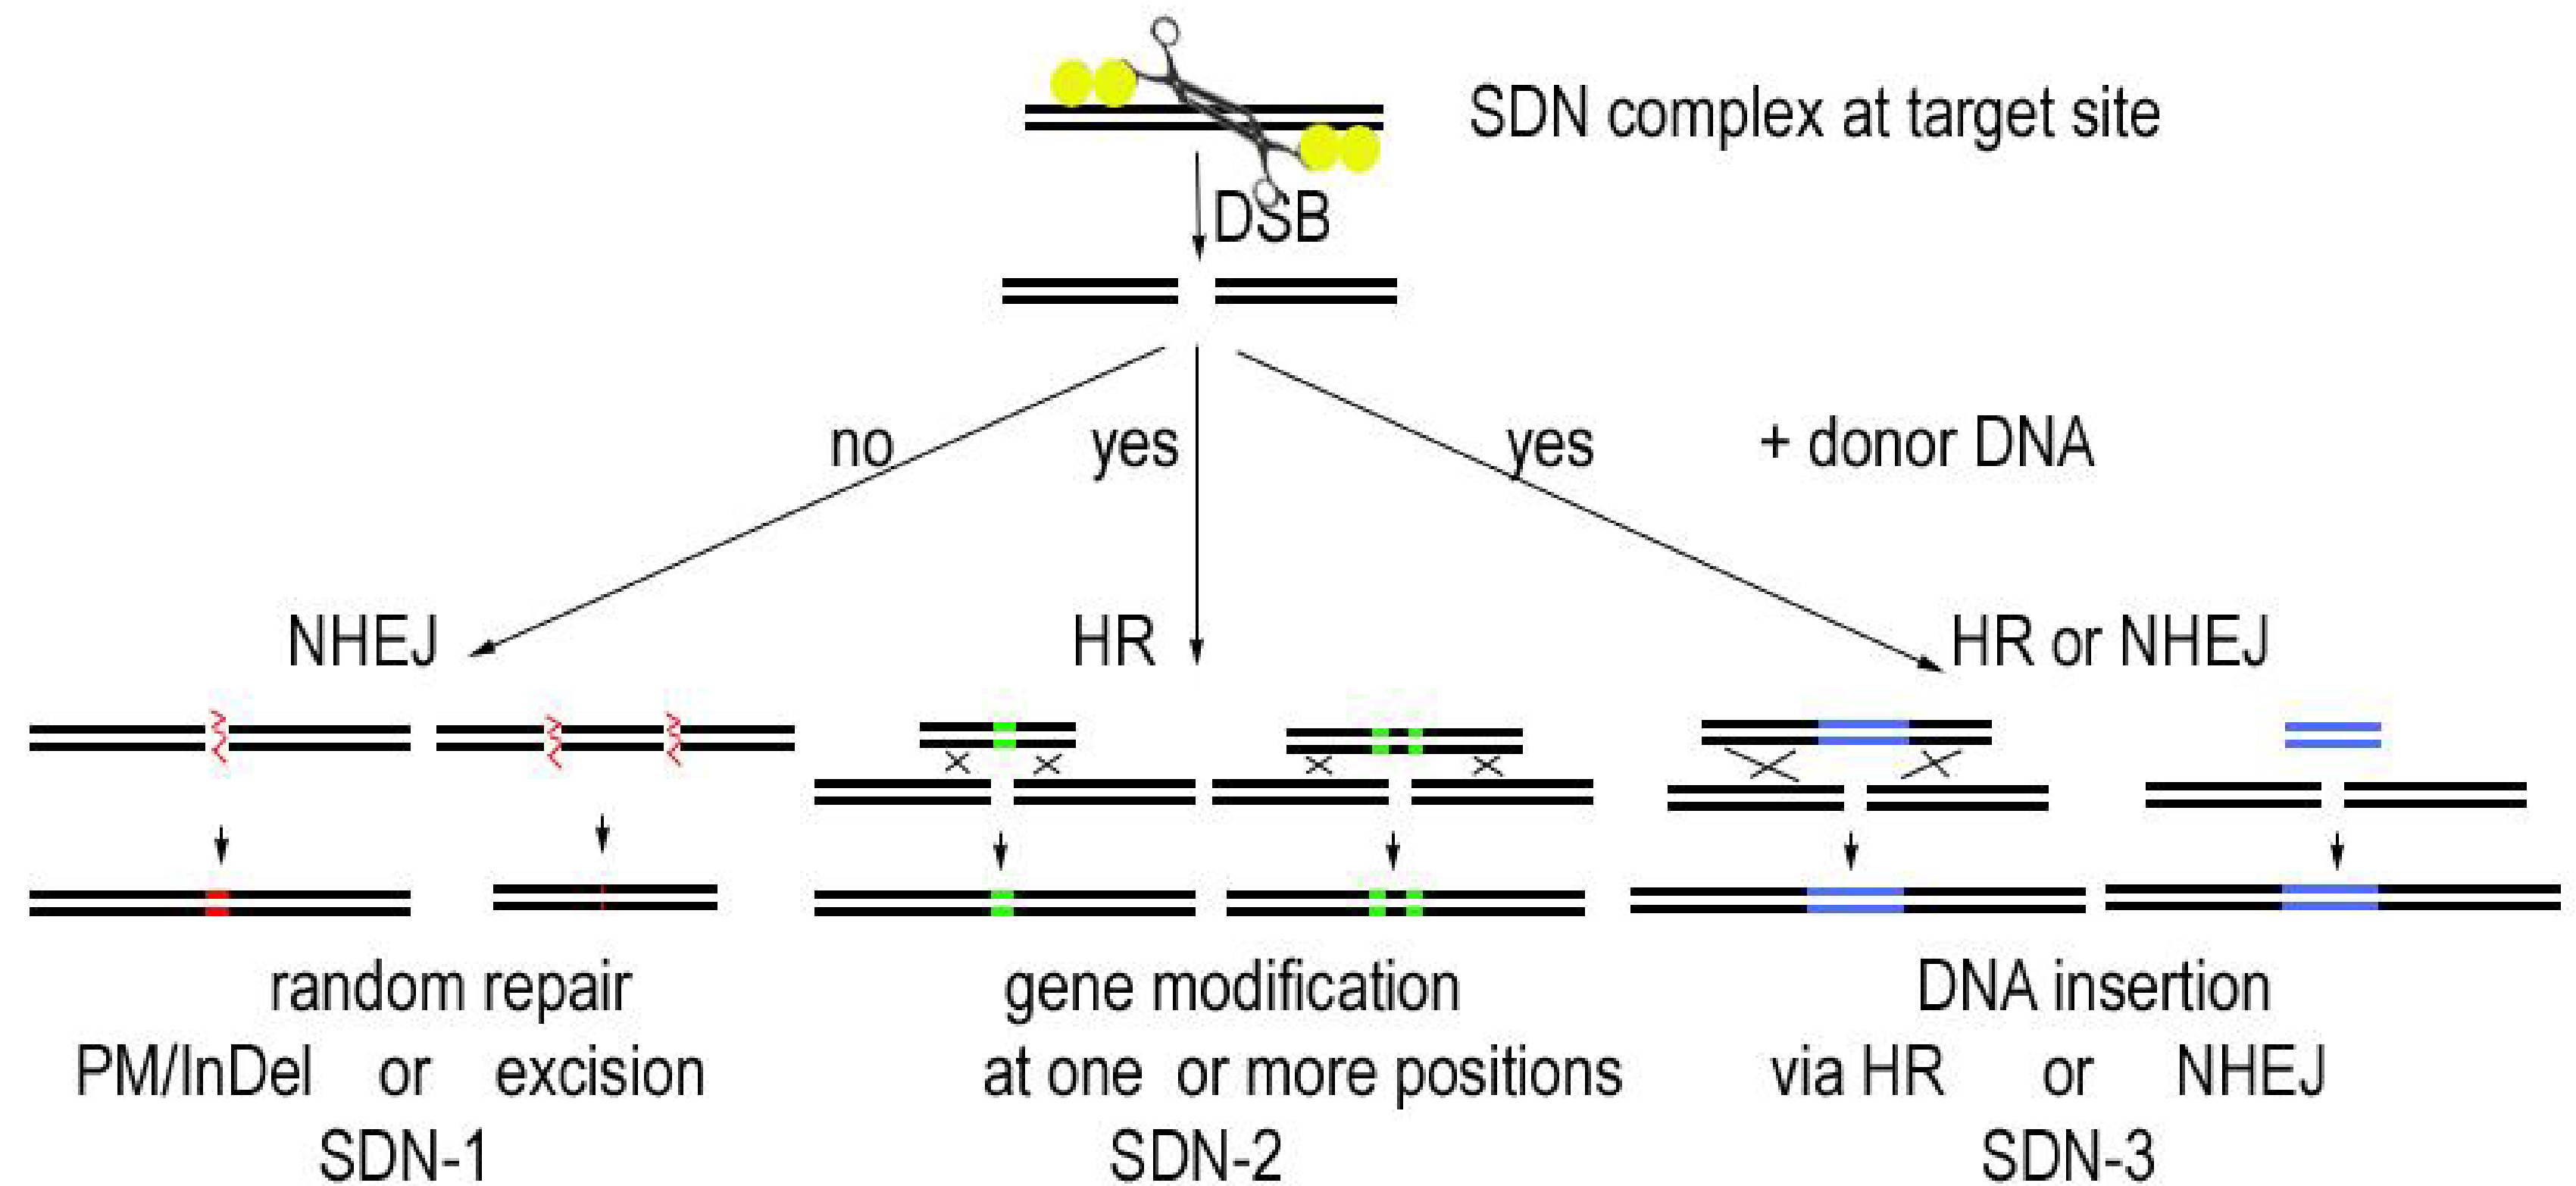 SDN complex at target site
DSB
no yes yes + donor DNA
NHEJ HR HR or NHEJ
random repair gene modification DNA insertion
PM/InDel or excision at one or more positions via HR or NHEJ
SDN-1 SDN-2 SDN-3